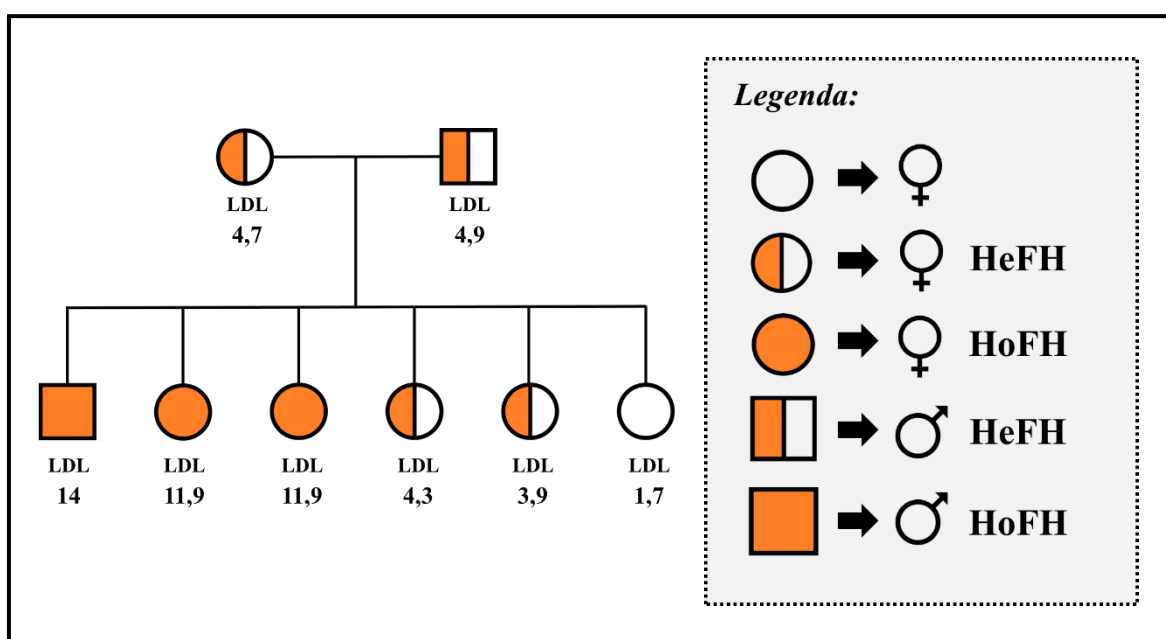 Legenda:
HeFH
HoFH
HeFH
HoFH
LDL LDL
4,7 4,9
LDL LDL LDL LDL LDL LDL
14 11,9 11,9 4,3 3,9 1,7